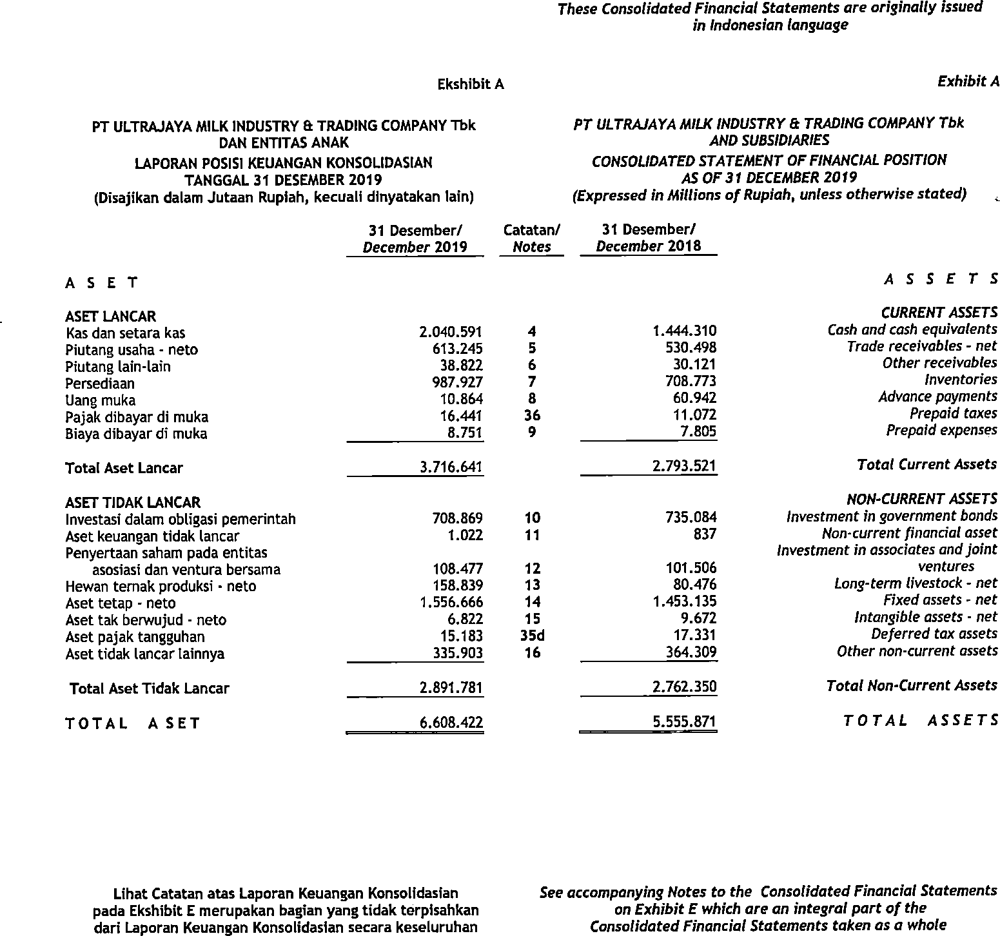 These Consolidated Financial Statements are originally issued
in Indonesian language
Ekshibit A Exhibit A
PT ULTRAJAYA MILK INDUSTRY & TRADING COMPANY Tbk
DAN ENTITAS ANAK
LAPORAN POSISI KEUANGAN KONSOLIDASIAN
TANGGAL 31 DESEMBER 2019
(Disajikan dalam Jutaan Rupiah, kecuali dinyatakan lain)
PT ULTRAJAYA MILK INDUSTRY & TRADING COMPANY Tbk
AND SUBSIDIARIES
CONSOLIDATED STATEMENT OF FINANCIAL POSITION
AS OF 31 DECEMBER 2019
(Expressed in Millions of Rupiah, unless otherwise stated)
31 Desember/ Catatan/ 31 Desember/
December 2019 Notes December 2018
A S E T A S S E T S
ASET LANCAR CURRENT ASSETS
Kas dan setara kas 2.040.591 4 1.444.310 Cash and cash equivalents
Piutang usaha - neto 613.245 5 530.498 Trade receivables - net
Piutang lain-lain 38.822 6 30.121 Other receivables
Persediaan 987.927 7 708.773 Inventories
Uang muka 10.864 8 60.942 Advance payments
Pajak dibayar di muka 16.441 36 11.072 Prepaid taxes
Biaya dibayar di muka 8.751 9 7.805 Prepaid expenses
Total Aset Lancar 3.716.641 2.793.521 Total Current Assets
ASET TIDAK LANCAR NON-CURRENT ASSETS
Investasi dalam obligasi pemerintah 708.869 10 735.084 Investment in government bonds
Aset keuangan tidak lancar 1.022 11 837 Non-current financial asset
Penyertaan saham pada entitas Investment in associates and joint
asosiasi dan ventura bersama 108.477 12 101.506 ventures
Hewan ternak produksi - neto 158.839 13 80.476 Long-term livestock - net
Aset tetap - neto 1.556.666 14 1.453.135 Fixed assets - net
Aset tak berwujud - neto 6.822 15 9.672 Intangible assets - net
Aset pajak tangguhan 15.183 35d 17.331 Deferred tax assets
Aset tidak lancar lainnya 335.903 16 364.309 Other non-current assets
Total Aset Tidak Lancar 2.891.781 2.762.350 Total Non-Current Assets
TOTAL ASET 6.608.422 5.555.871 TOTAL ASSETS
Lihat Catatan atas Laporan Keuangan Konsolidasian
pada Ekshibit E merupakan bagian yang tidak terpisahkan
dari Laporan Keuangan Konsolidasian secara keseluruhan
See accompanying Notes to the Consolidated Financial Statements
on Exhibit E which are an integral part of the
Consolidated Financial Statements taken as a whole